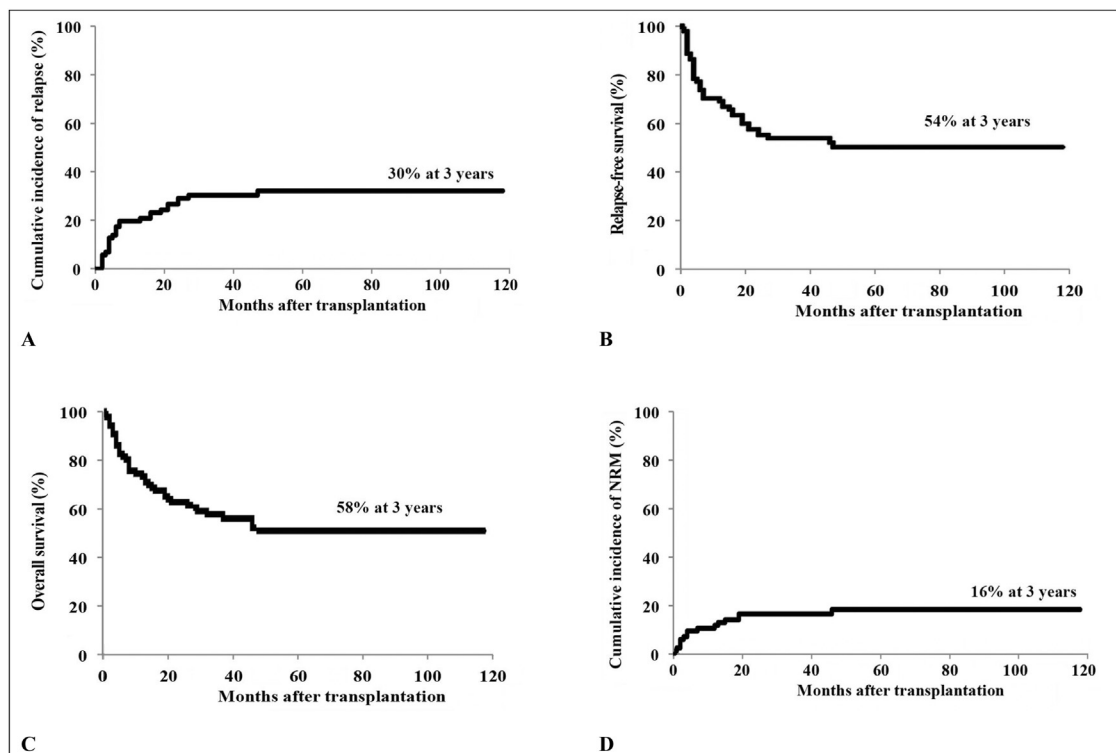 Cumulative incidence of relapse (%)
100
80
60
40
20
0
30% at 3 years
0 20 40 60 80 100 120
Months after transplantation
A
Relapse-free survival (%)
100
80
60
40
20
0
54% at 3 years
0 20 40 60 80 100 120
Months after transplantation
B
Overall survival (%)
100
80
60
40
20
0
58% at 3 years
0 20 40 60 80 100 120
Months after transplantation
C
Cumulative incidence of NRM (%)
100
80
60
40
20
0
16% at 3 years
0 20 40 60 80 100 120
Months after transplantation
D